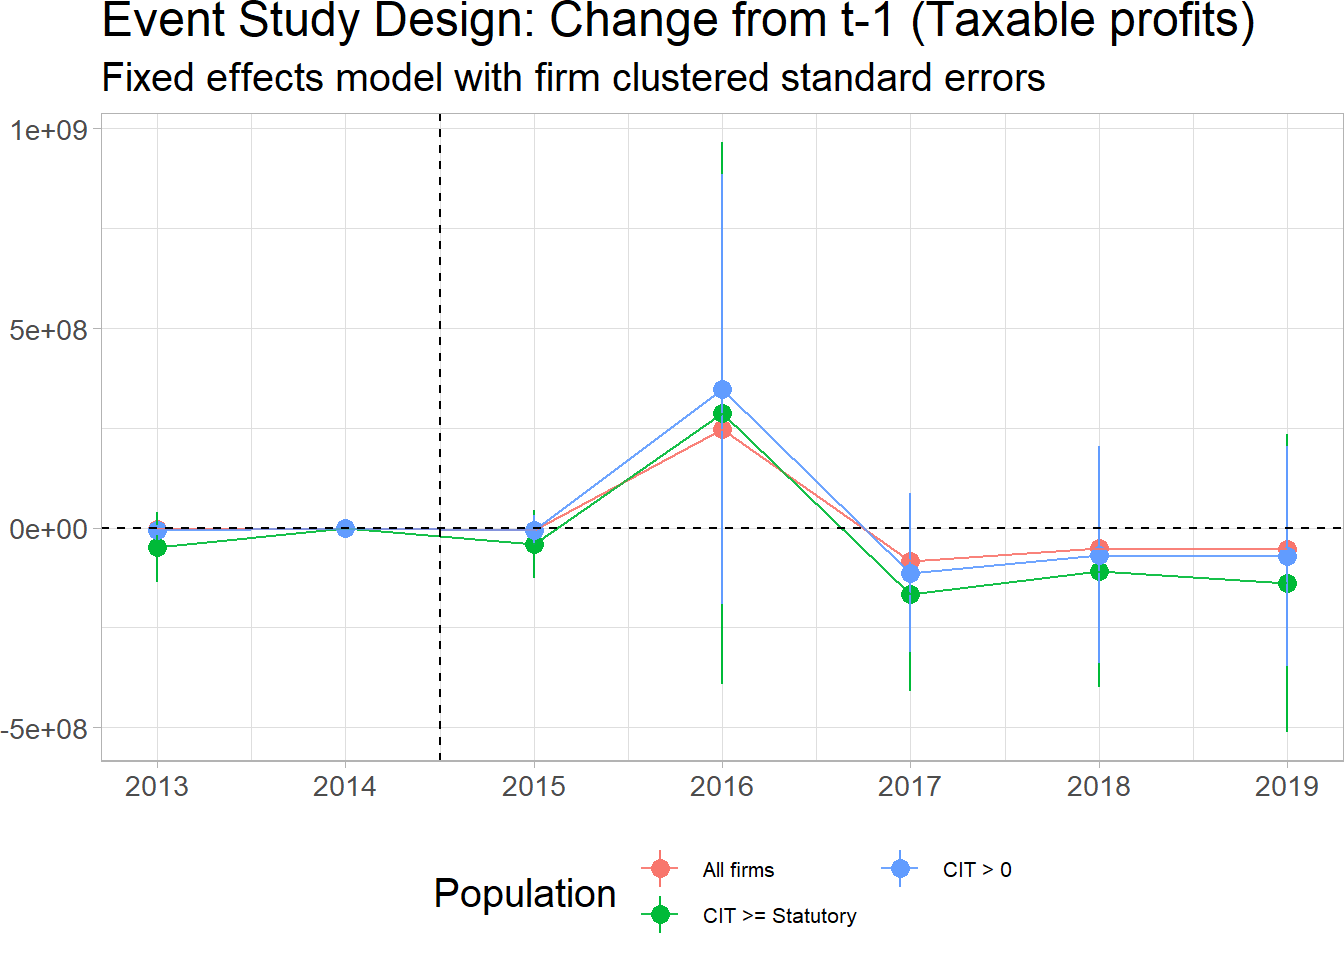 Event Study Design: Change from t-1 (Taxable profits)
Fixed effects model with firm clustered standard errors
1e+09
5e+08
0e+00
-5e+08
2013 2014 2015 2016 2017 2018 2019
Population
All firms
CIT > 0
CIT >= Statutory